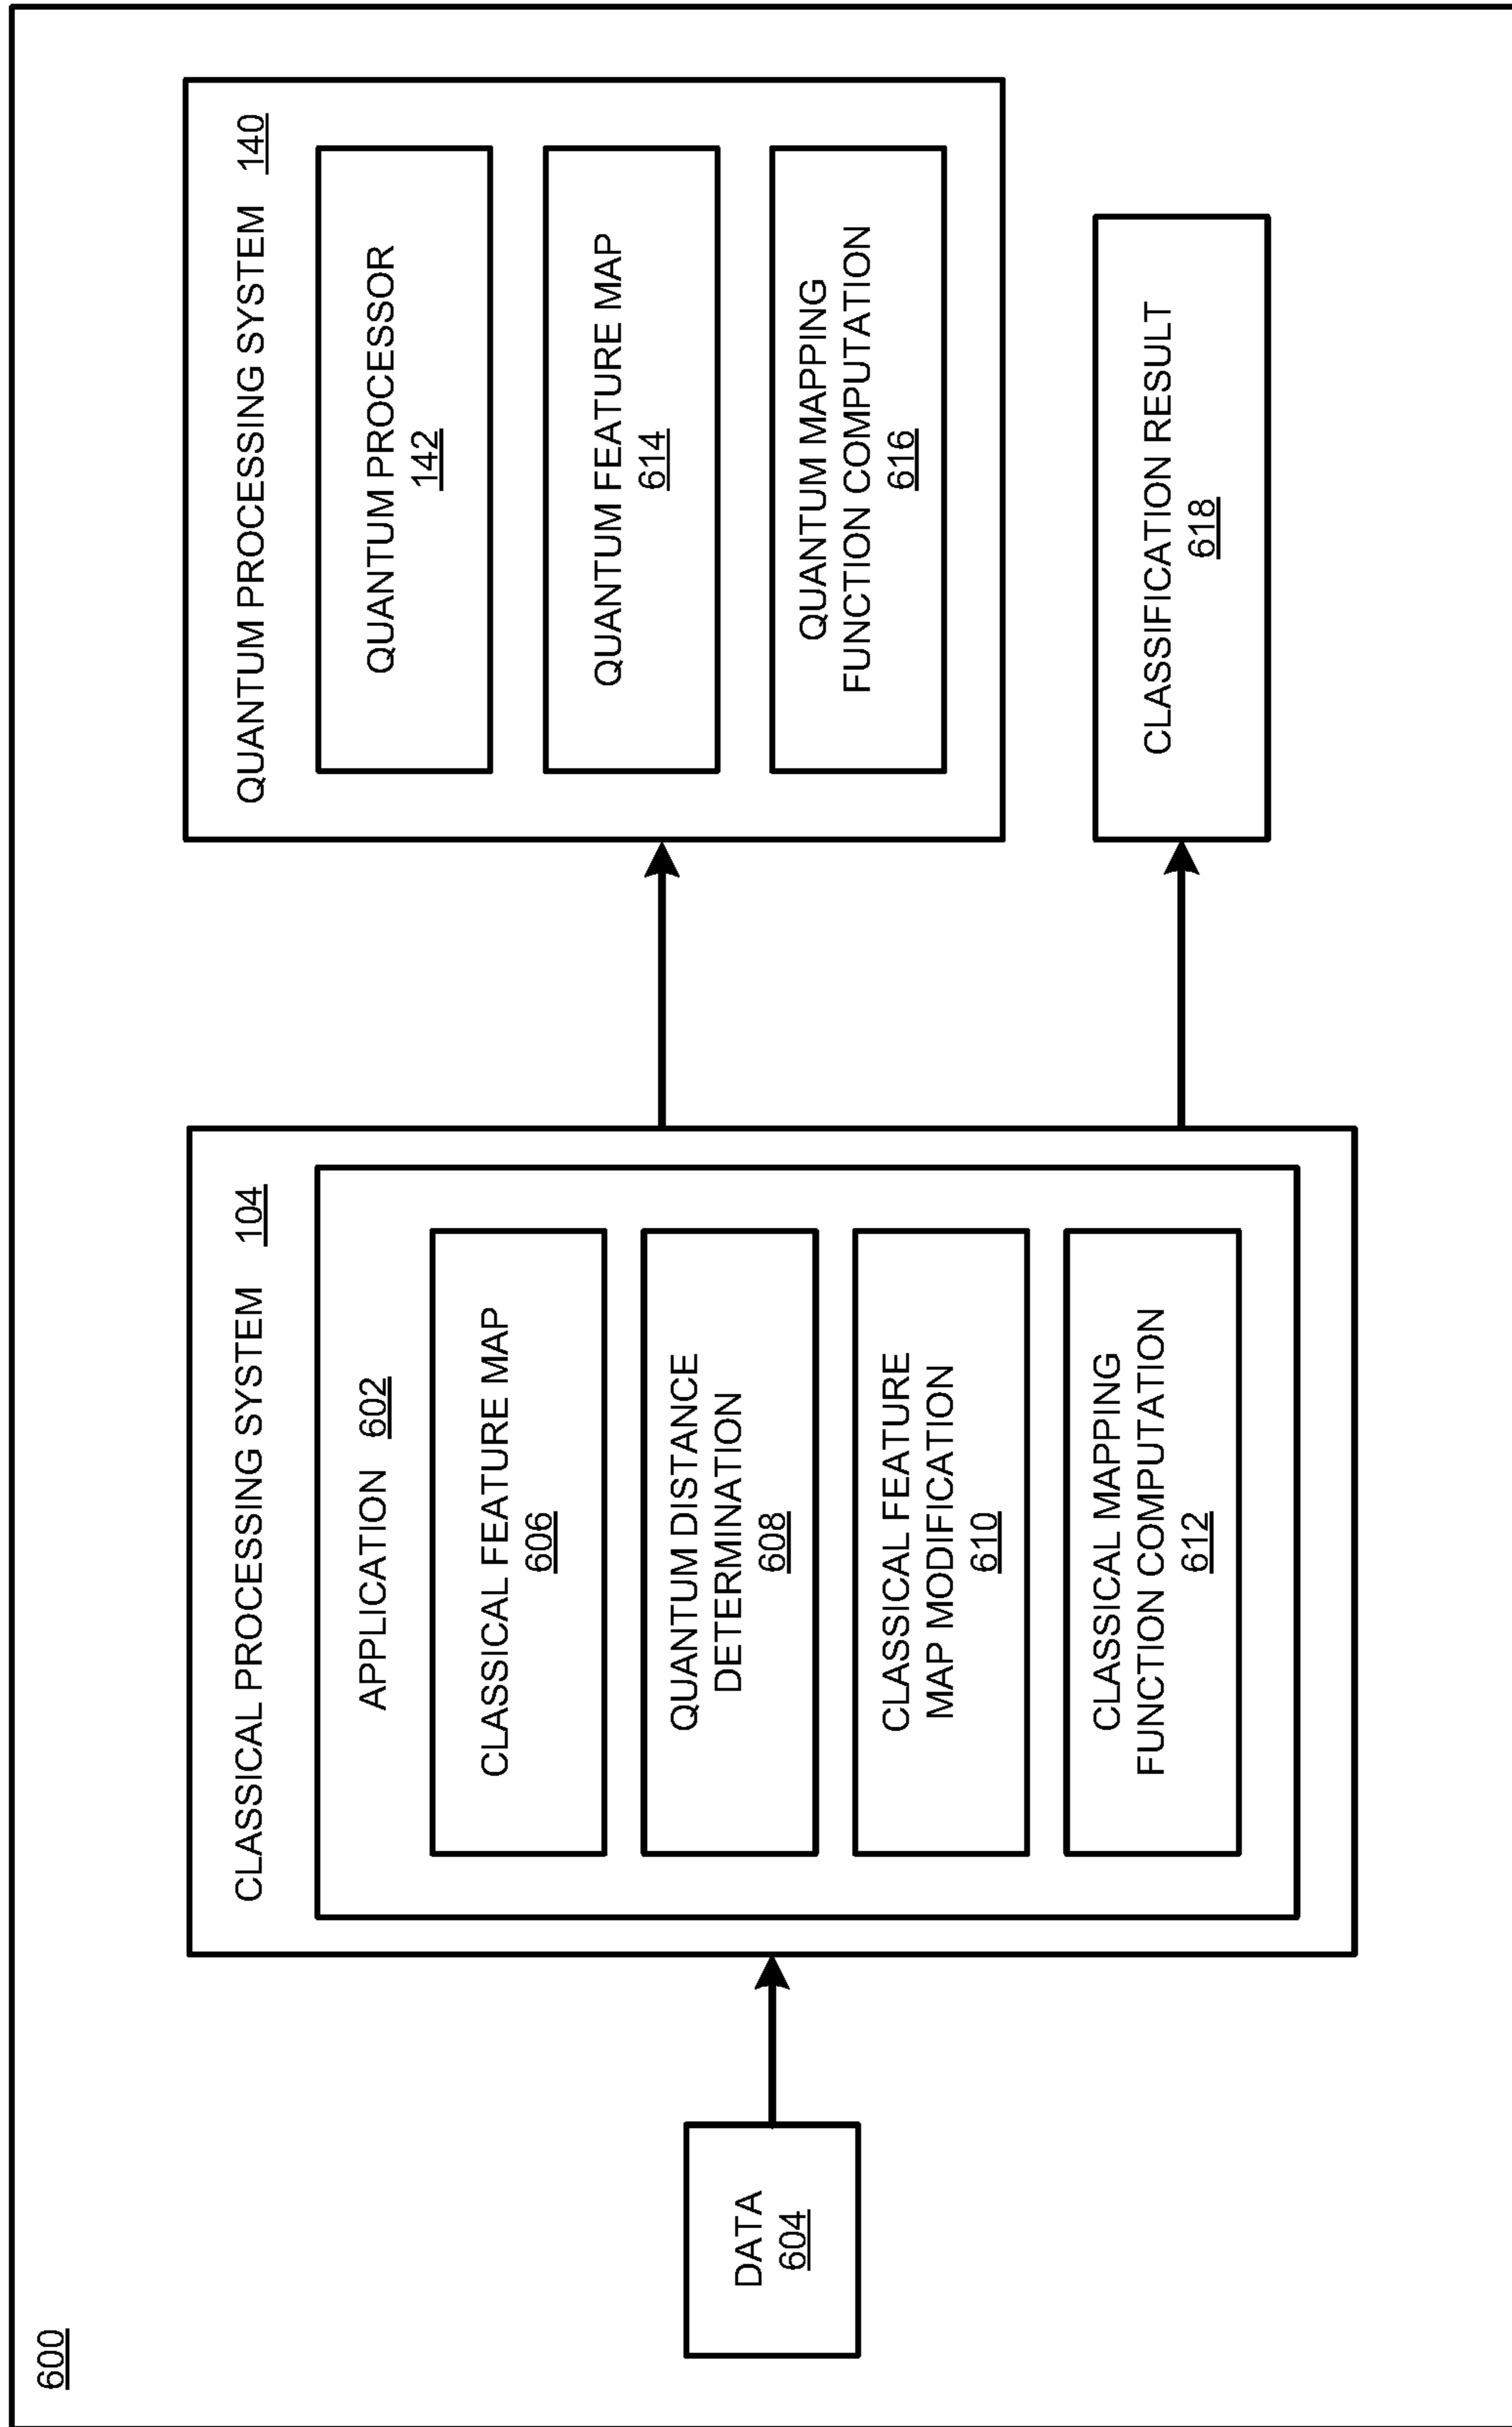 600
DATA
604
CLASSICAL PROCESSING SYSTEM 104
APPLICATION 602
CLASSICAL FEATURE MAP
606
QUANTUM DISTANCE
DETERMINATION
608
CLASSICAL FEATURE
MAP MODIFICATION
610
CLASSICAL MAPPING
FUNCTION COMPUTATION
612
QUANTUM PROCESSING SYSTEM 140
QUANTUM PROCESSOR
142
QUANTUM FEATURE MAP
614
QUANTUM MAPPING
FUNCTION COMPUTATION
616
CLASSIFICATION RESULT
618